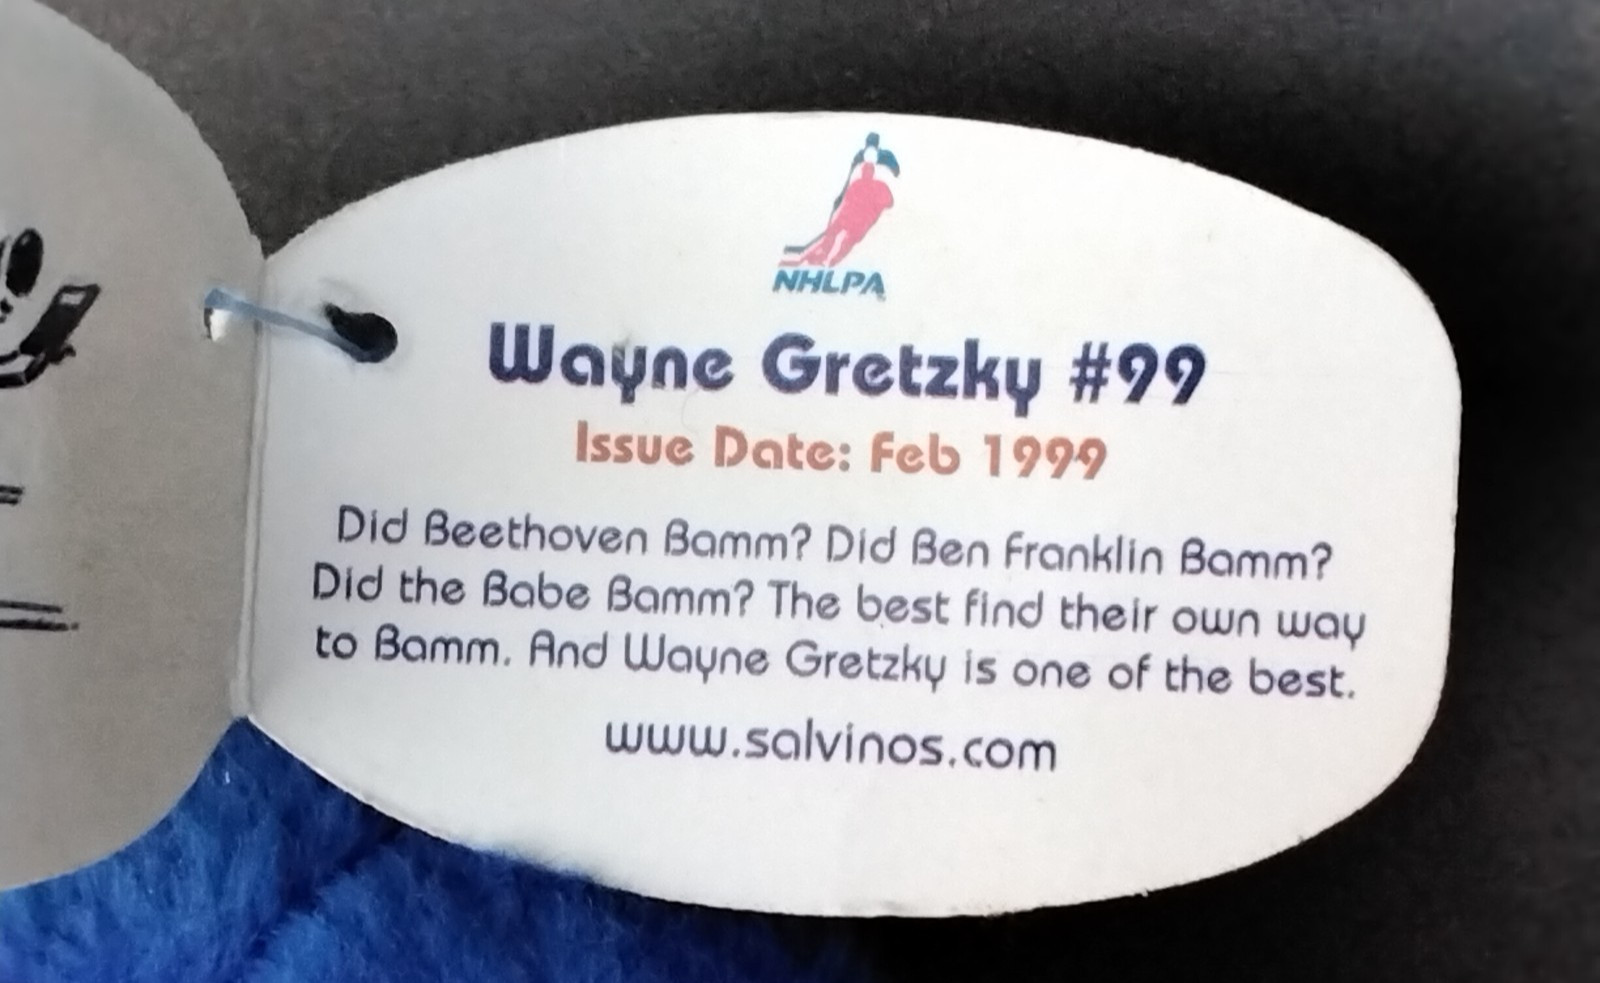 NHLPA
Wayne Gretzky #99
Issue Date: Feb 1999
Did Beethoven Bamm? Did Ben Franklin Bamm?
Did the Babe Bamm? The best find their own way
to Bamm. And Wayne Gretzky is one of the best.
www.salvinos.com